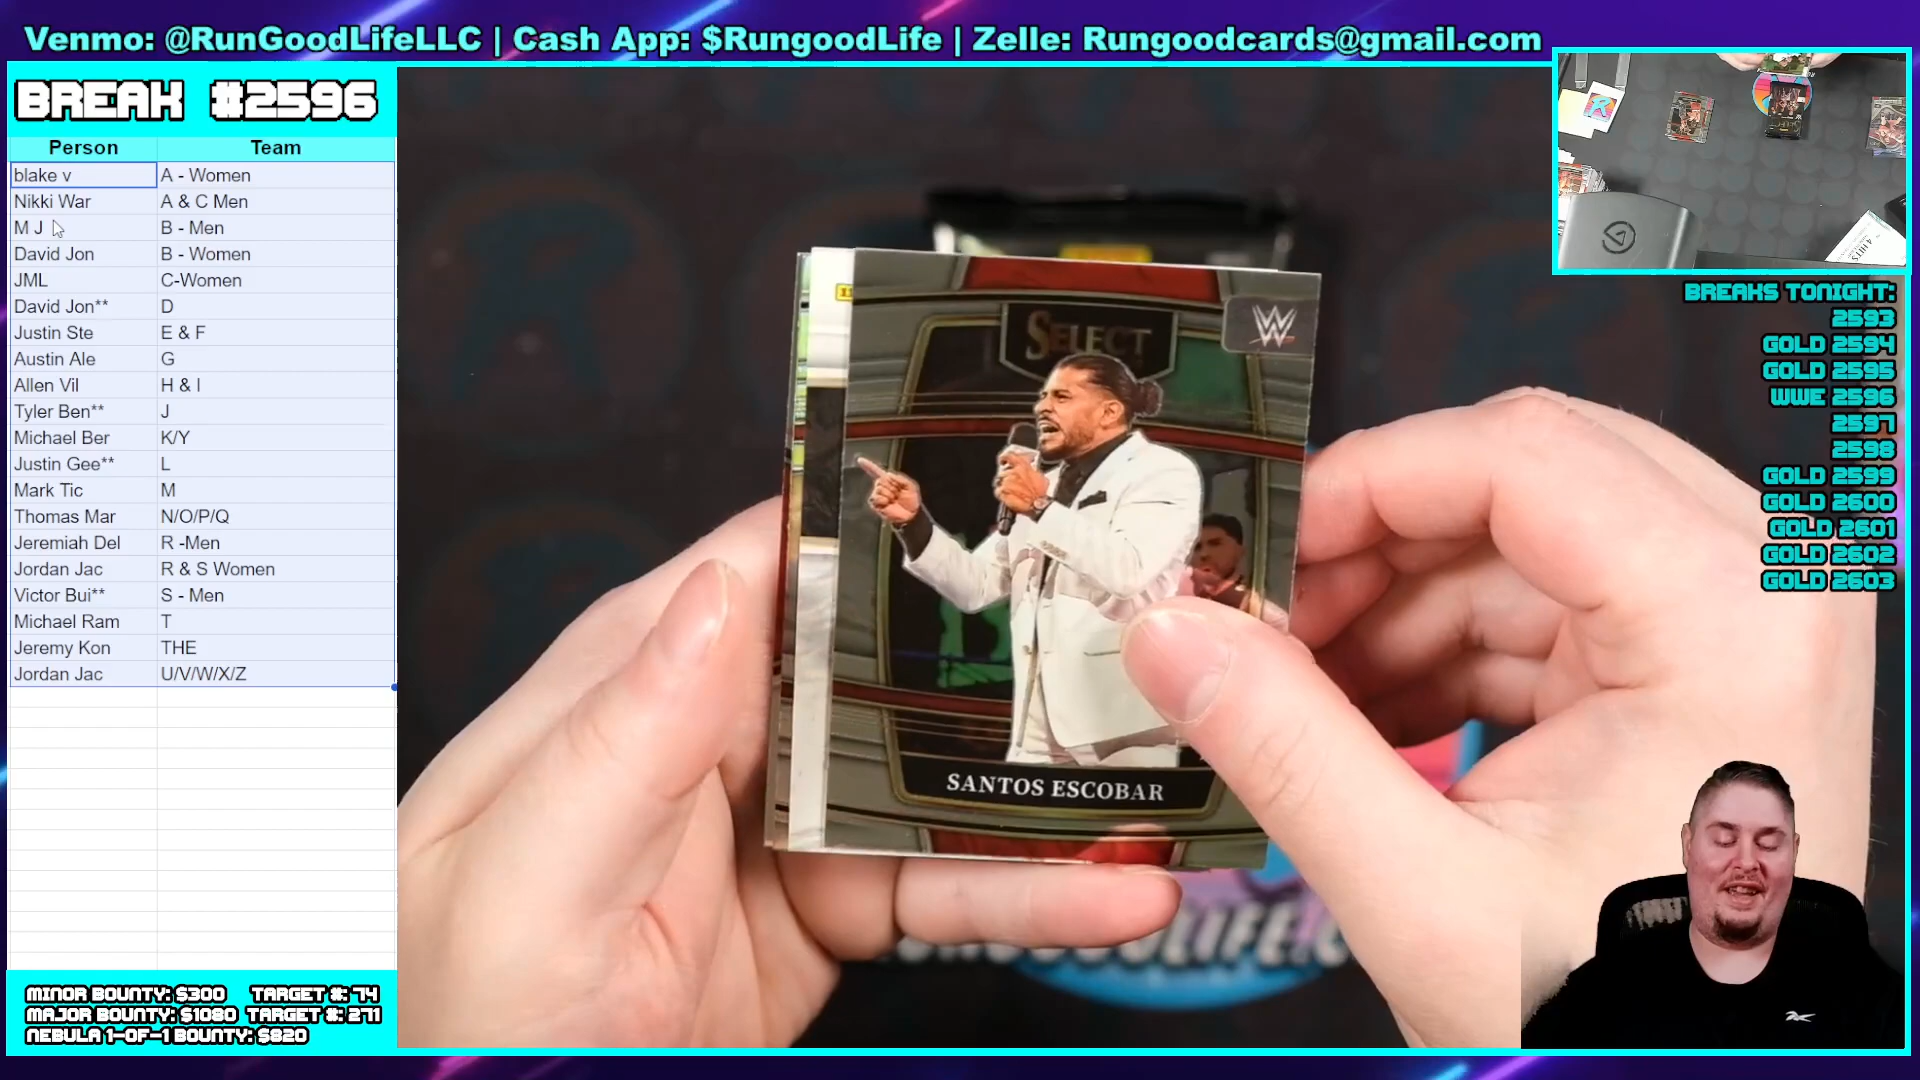 Venmo: @RunGoodLifeLLC | Cash App: $RungoodLife | Zelle: Rungoodcards@gmail.com
BREAK #2596
Person Team
blake v A - Women
Nikki War A & C Men
M J B - Men
David Jon B - Women
JML C-Women
David Jon** D
Justin Ste E & F
Austin Ale G
Allen Vil H & I
Tyler Ben** J
Michael Ber K/Y
Justin Gee** L
Mark Tic M
Thomas Mar N/O/P/Q
Jeremiah Del R -Men
Jordan Jac R & S Women
Victor Bui** S - Men
Michael Ram T
Jeremy Kon THE
Jordan Jac U/V/W/X/Z
MINOR BOUNTY: $300 TARGET #: 74
MAJOR BOUNTY: $1080 TARGET #: 271
NEBULA 1-OF-1 BOUNTY: $820
SELECT
W
SANTOS ESCOBAR
4 HITS
BREAKS TONIGHT:
2593
GOLD 2594
GOLD 2595
WWE 2596
2597
2598
GOLD 2599
GOLD 2600
GOLD 2601
GOLD 2602
GOLD 2603